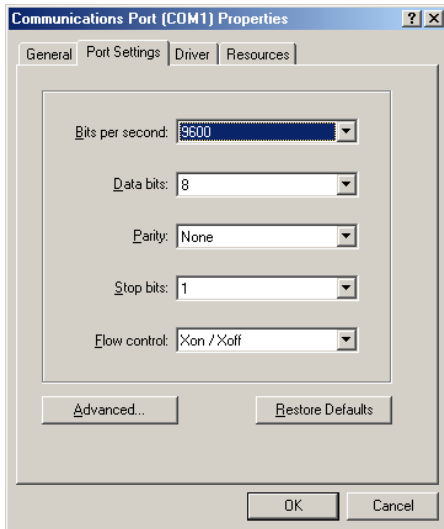 Communications Port (COM1) Properties
General Port Settings Driver Resources
Bits per second: 9600
Data bits: 8
Parity: None
Stop bits: 1
Flow control: Xon / Xoff
Advanced... Restore Defaults
OK Cancel